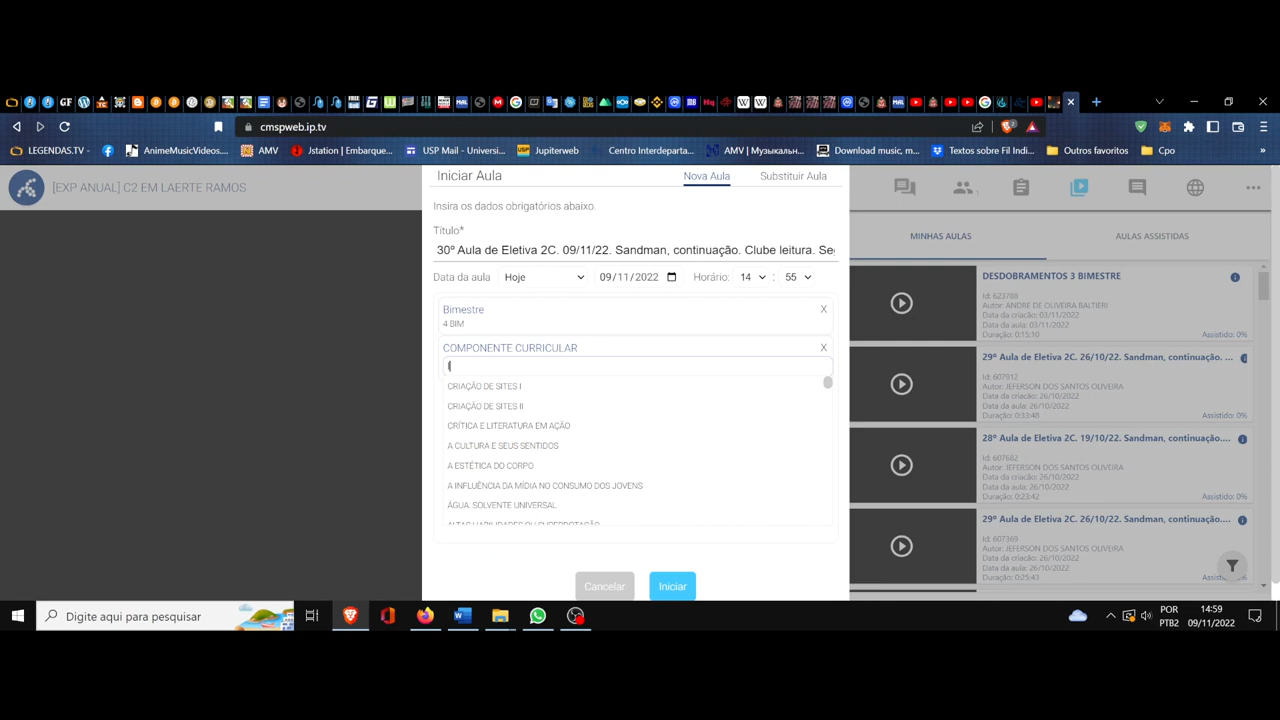 cmspweb.ip.tv
LEGENDAS.TV
AnimeMusicVideos....
AMV
Jstation | Embarque...
USP Mail - Universi...
Jupiterweb
Centro Interdeparta...
AMV | Музыкальн...
Download music, m...
Textos sobre Fil Indi...
Outros favoritos
Cpo
[EXP ANUAL] C2 EM LAERTE RAMOS
Iniciar Aula
Nova Aula
Substituir Aula
Insira os dados obrigatórios abaixo.
Título*
30º Aula de Eletiva 2C. 09/11/22. Sandman, continuação. Clube leitura. Se
Data da aula
Hoje
09/11/2022
Horário:
14
:
55
Bimestre
X
4 BIM
COMPONENTE CURRICULAR
X
CRIAÇÃO DE SITES I
CRIAÇÃO DE SITES II
CRÍTICA E LITERATURA EM AÇÃO
A CULTURA E SEUS SENTIDOS
A ESTÉTICA DO CORPO
A INFLUÊNCIA DA MÍDIA NO CONSUMO DOS JOVENS
ÁGUA: SOLVENTE UNIVERSAL
ALTAS HABILIDADES OU SUPERDOTAÇÃO
Cancelar
Iniciar
MINHAS AULAS
AULAS ASSISTIDAS
DESDOBRAMENTOS 3 BIMESTRE
Id: 623788
Autor: ANDRE DE OLIVEIRA BALTIERI
Data da criacão: 03/11/2022
Data da aula: 03/11/2022
Duração: 0:15:10
Assistido: 0%
29º Aula de Eletiva 2C. 26/10/22. Sandman, continuação. ...
Id: 607912
Autor: JEFERSON DOS SANTOS OLIVEIRA
Data da criacão: 26/10/2022
Data da aula: 26/10/2022
Duração: 0:33:48
Assistido: 0%
28º Aula de Eletiva 2C. 19/10/22. Sandman, continuação....
Id: 607682
Autor: JEFERSON DOS SANTOS OLIVEIRA
Data da criacão: 26/10/2022
Data da aula: 26/10/2022
Duração: 0:23:42
Assistido: 0%
29º Aula de Eletiva 2C. 26/10/22. Sandman, continuação....
Id: 607369
Autor: JEFERSON DOS SANTOS OLIVEIRA
Data da criacão: 26/10/2022
Data da aula: 26/10/2022
Duração: 0:25:43
Digite aqui para pesquisar
POR
PTB2
14:59
09/11/2022